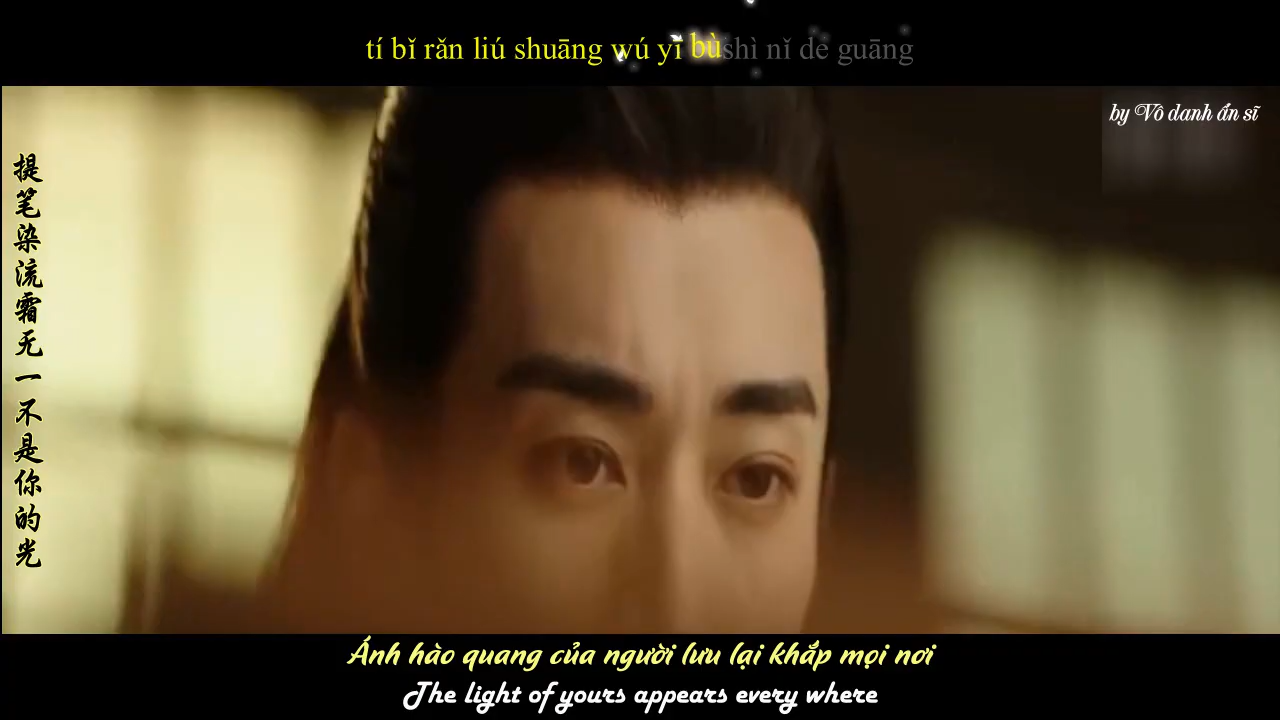 tí bǐ rǎn liú shuāng wú yī bùshì nǐ de guāng
by Vô danh ẩn sĩ
提笔染流霜无一不是你的光
Ánh hào quang của người lưu lại khắp mọi nơi
The light of yours appears every where